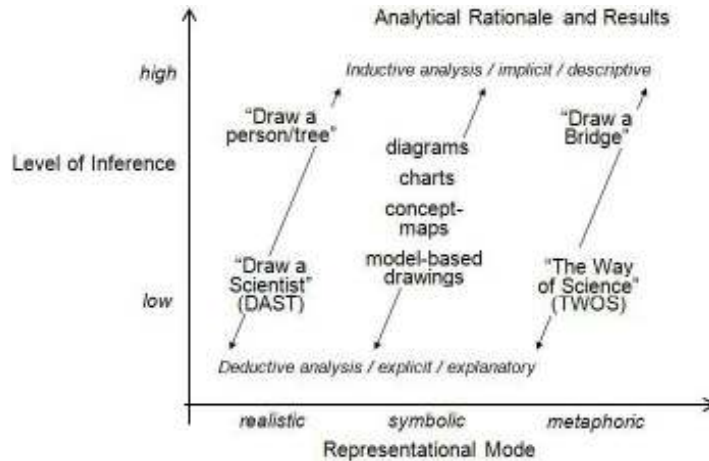 Analytical Rationale and Results
high
Inductive analysis / implicit / descriptive
“Draw a
person/tree”
“Draw a
Bridge”
diagrams
Level of Inference
charts
concept-
maps
“Draw a
Scientist”
(DAST)
model-based
drawings
“The Way
of Science”
(TWOS)
low
Deductive analysis / explicit / explanatory
realistic
symbolic
metaphoric
Representational Mode